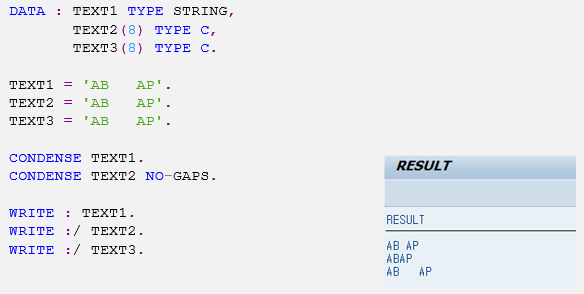 DATA : TEXT1 TYPE STRING,
TEXT2(8) TYPE C,
TEXT3(8) TYPE C.
TEXT1 = 'AB   AP'.
TEXT2 = 'AB   AP'.
TEXT3 = 'AB   AP'.
CONDENSE TEXT1.
CONDENSE TEXT2 NO-GAPS.
WRITE : TEXT1.
WRITE :/ TEXT2.
WRITE :/ TEXT3.
RESULT
RESULT
AB AP
ABAP
AB   AP